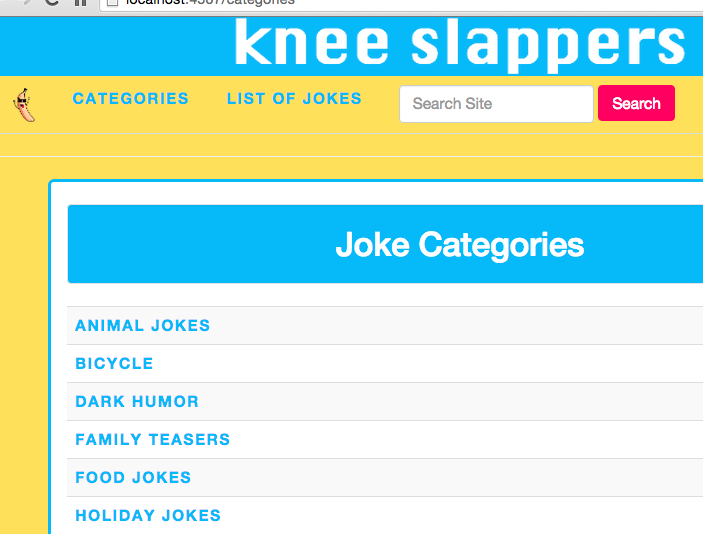 localhost:4567/categories
knee slappers
CATEGORIES LIST OF JOKES Search Site Search
Joke Categories
ANIMAL JOKES
BICYCLE
DARK HUMOR
FAMILY TEASERS
FOOD JOKES
HOLIDAY JOKES